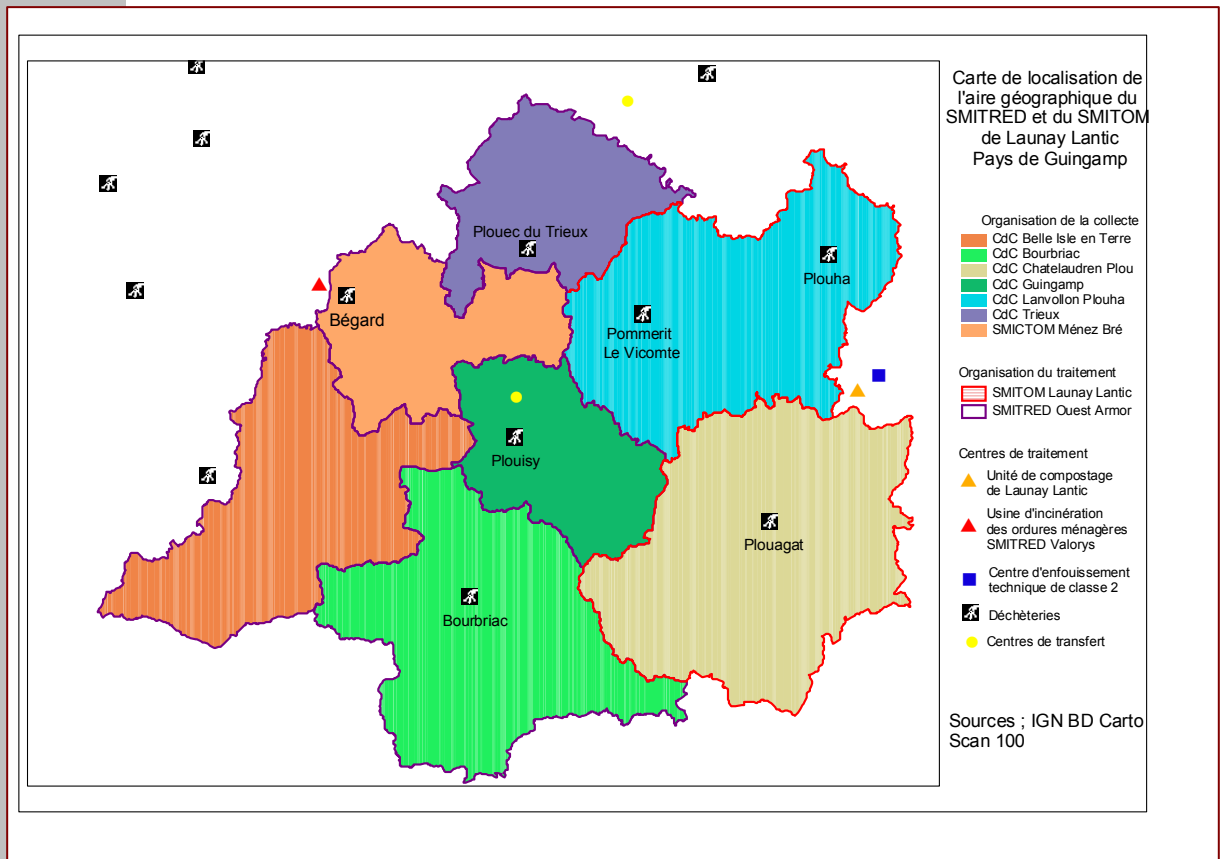 Carte de localisation de
l'aire géographique du
SMITRED et du SMITOM
de Launay Lantic
Pays de Guingamp
Organisation de la collecte
CdC Belle Isle en Terre
CdC Bourbriac
CdC Chatelaudren Plou
CdC Guingamp
CdC Lanvollon Plouha
CdC Trieux
SMICTOM Ménez Bré
Organisation du traitement
SMITOM Launay Lantic
SMITRED Ouest Armor
Centres de traitement
Unité de compostage
de Launay Lantic
Usine d'incinération
des ordures ménagères
SMITRED Valorys
Centre d'enfouissement
technique de classe 2
Déchèteries
Centres de transfert
Sources ; IGN BD Carto
Scan 100
Plouec du Trieux
Plouha
Bégard
Pommerit
Le Vicomte
Plouisy
Plouagat
Bourbriac